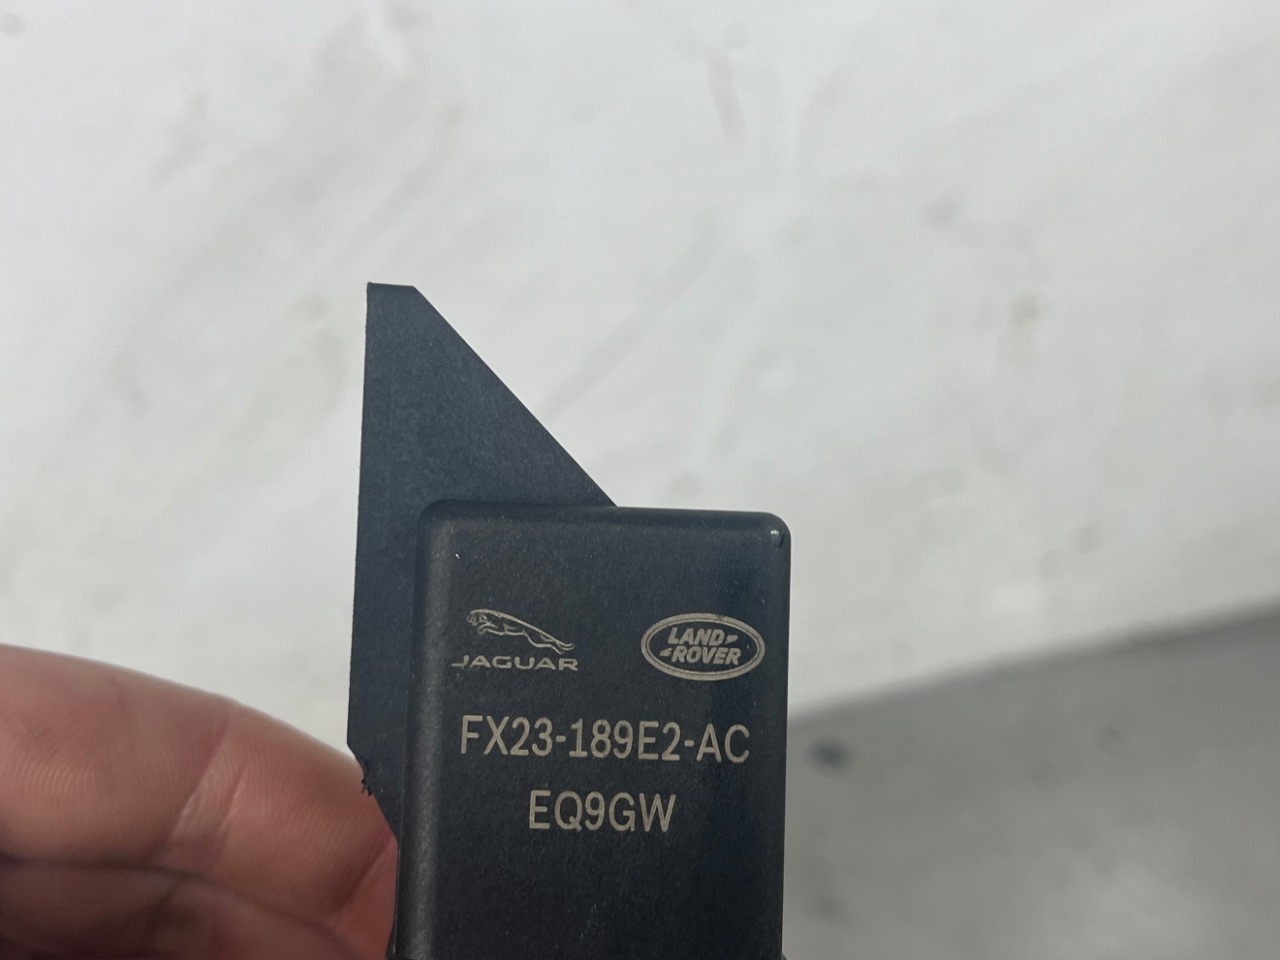 JAGUAR
LAND-
-ROVER
FX23-189E2-AC
EQ9GW